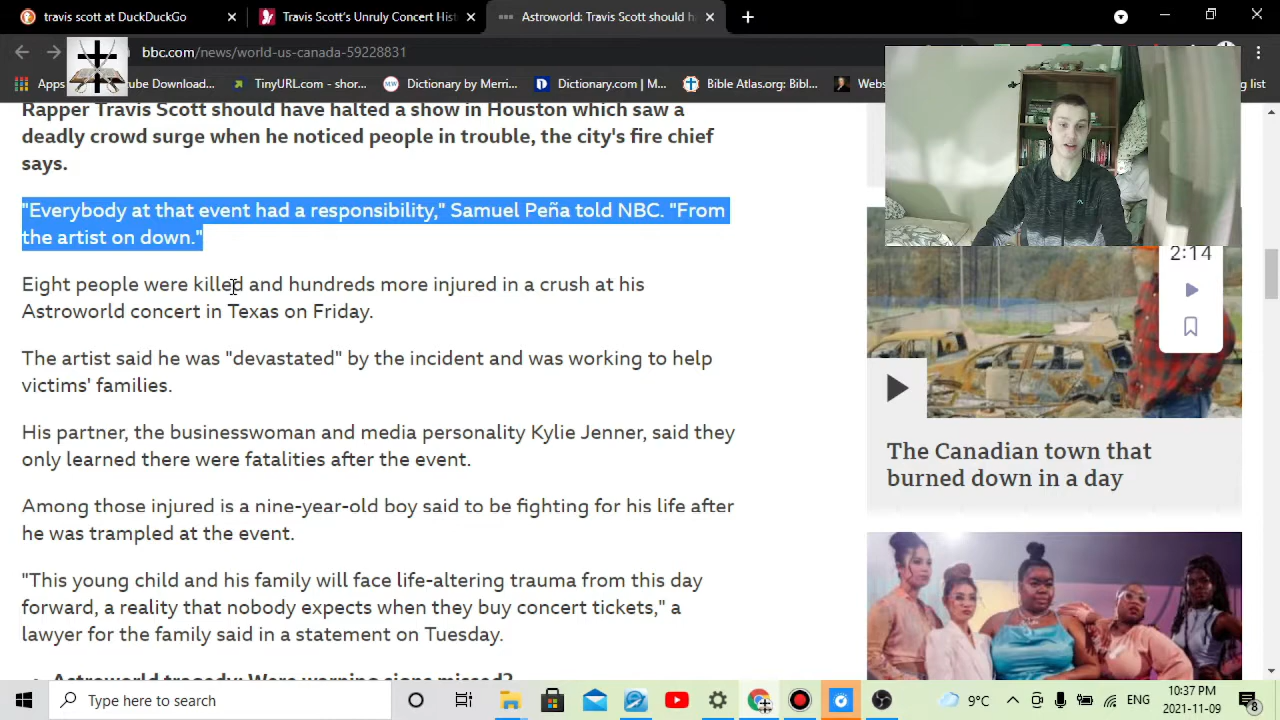 travis scott at DuckDuckGo
Travis Scott's Unruly Concert Hist
Astroworld: Travis Scott should h
bbc.com/news/world-us-canada-59228831
Apps
tube Download...
TinyURL.com - shor...
Dictionary by Merri...
Dictionary.com | M...
Bible Atlas.org: Bibl...
Webs
ng list
Rapper Travis Scott should have halted a show in Houston which saw a
deadly crowd surge when he noticed people in trouble, the city's fire chief
says.
"Everybody at that event had a responsibility," Samuel Peña told NBC. "From
the artist on down."
Eight people were killed and hundreds more injured in a crush at his
Astroworld concert in Texas on Friday.
The artist said he was "devastated" by the incident and was working to help
victims' families.
His partner, the businesswoman and media personality Kylie Jenner, said they
only learned there were fatalities after the event.
Among those injured is a nine-year-old boy said to be fighting for his life after
he was trampled at the event.
"This young child and his family will face life-altering trauma from this day
forward, a reality that nobody expects when they buy concert tickets," a
lawyer for the family said in a statement on Tuesday.
Astroworld tragedy: Were warning signs missed?
2:14
The Canadian town that
burned down in a day
Type here to search
9°C
ENG
10:37 PM
2021-11-09
8